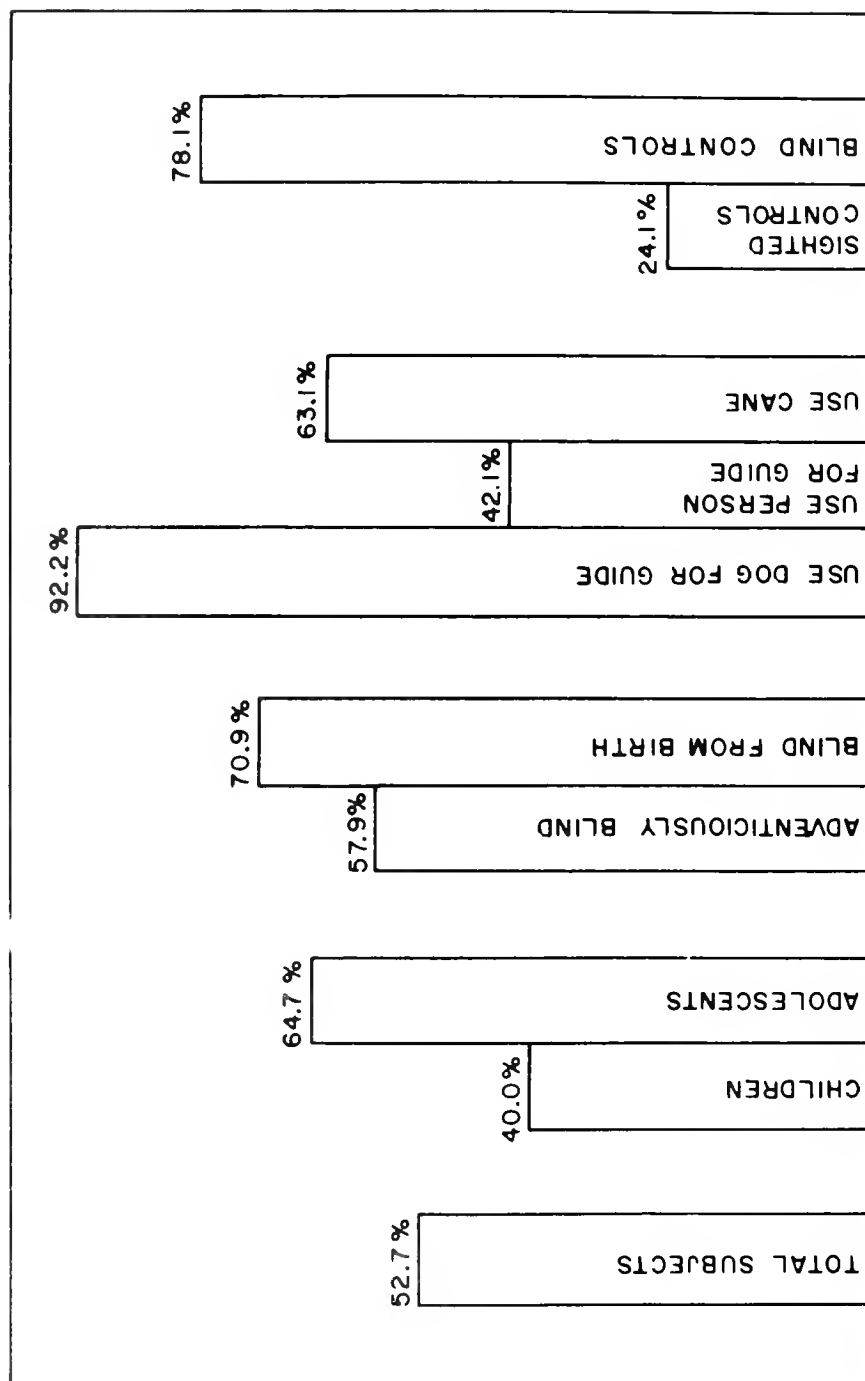 52.7%
TOTAL SUBJECTS
40.0%
CHILDREN
64.7%
ADOLESCENTS
57.9%
ADVENTICIOUSLY BLIND
70.9%
BLIND FROM BIRTH
92.2%
USE DOG FOR GUIDE
42.1%
USE PERSON
FOR GUIDE
63.1%
USE CANE
24.1%
SIGHTED
CONTROLS
78.1%
BLIND CONTROLS